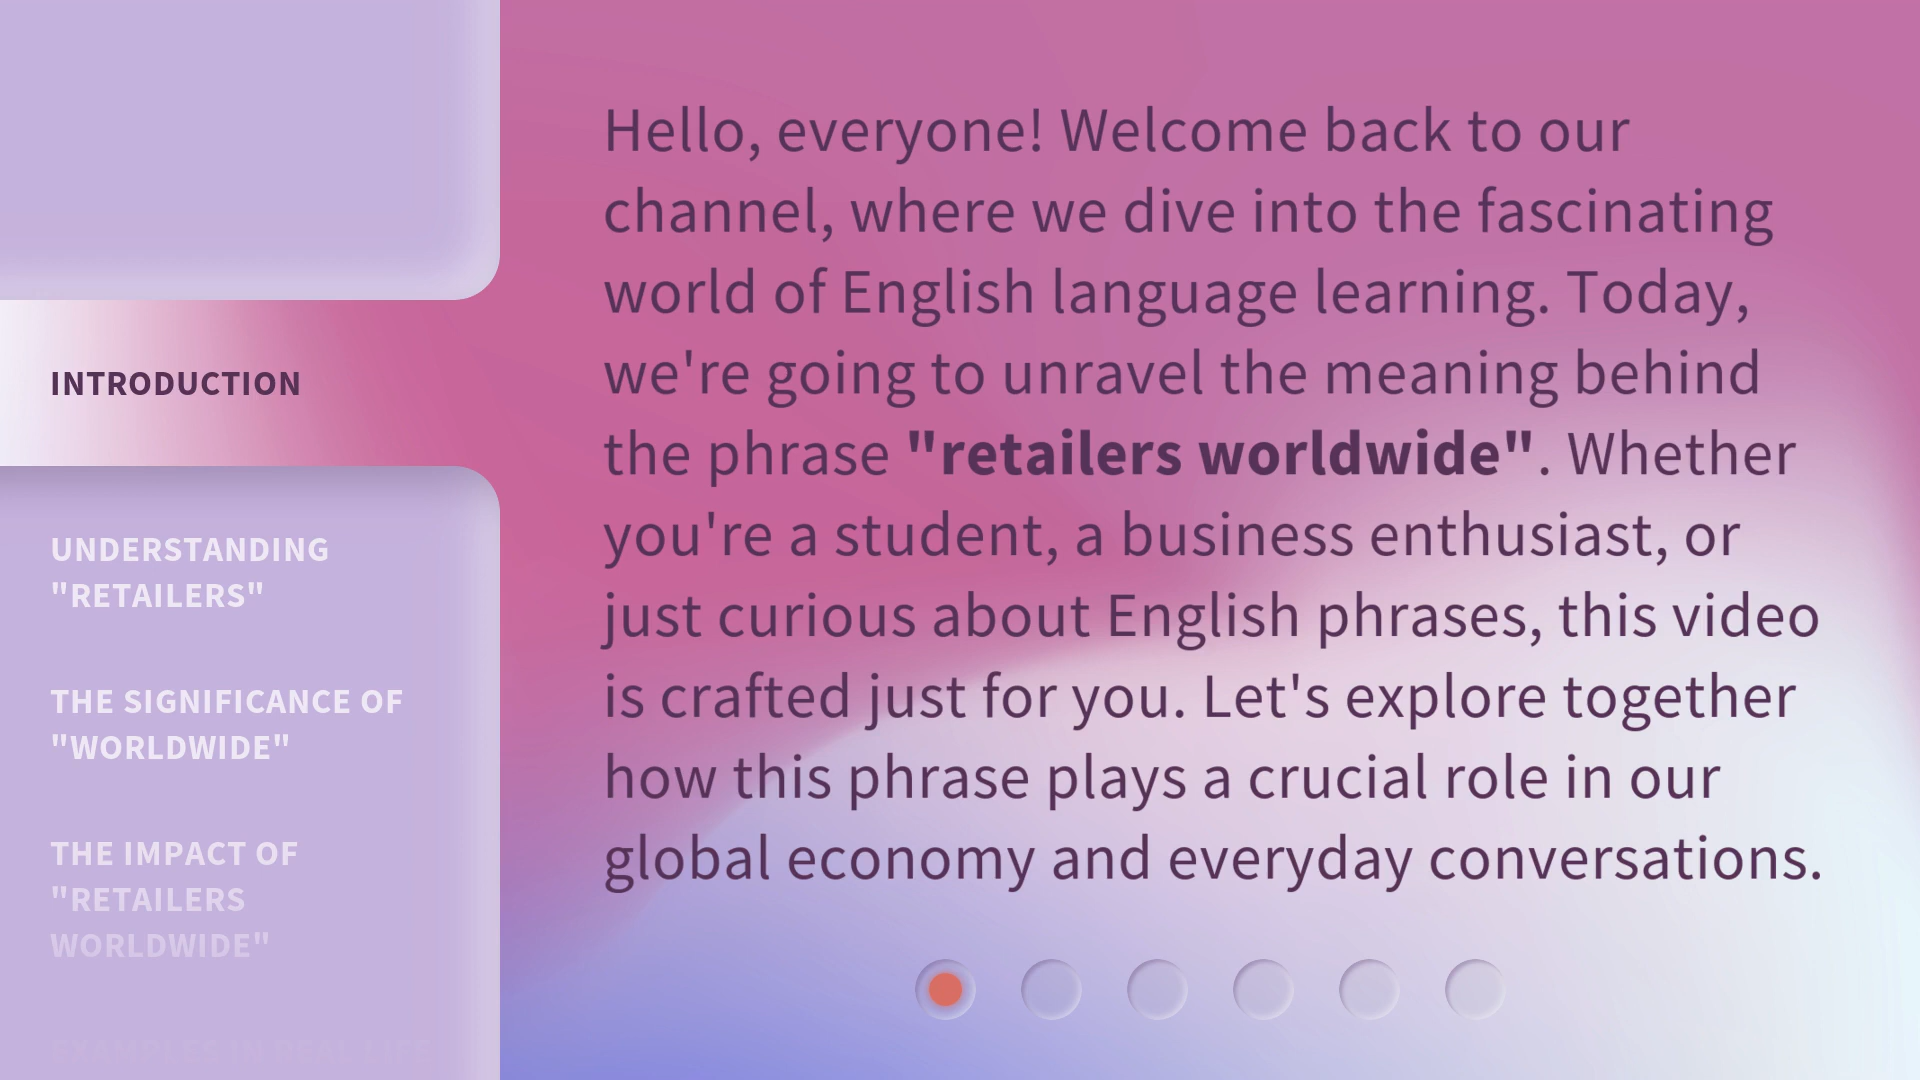 INTRODUCTION
UNDERSTANDING
"RETAILERS"
THE SIGNIFICANCE OF
"WORLDWIDE"
THE IMPACT OF
"RETAILERS
WORLDWIDE"
EXAMPLES IN REAL LIFE
Hello, everyone! Welcome back to our
channel, where we dive into the fascinating
world of English language learning. Today,
we're going to unravel the meaning behind
the phrase "retailers worldwide". Whether
you're a student, a business enthusiast, or
just curious about English phrases, this video
is crafted just for you. Let's explore together
how this phrase plays a crucial role in our
global economy and everyday conversations.